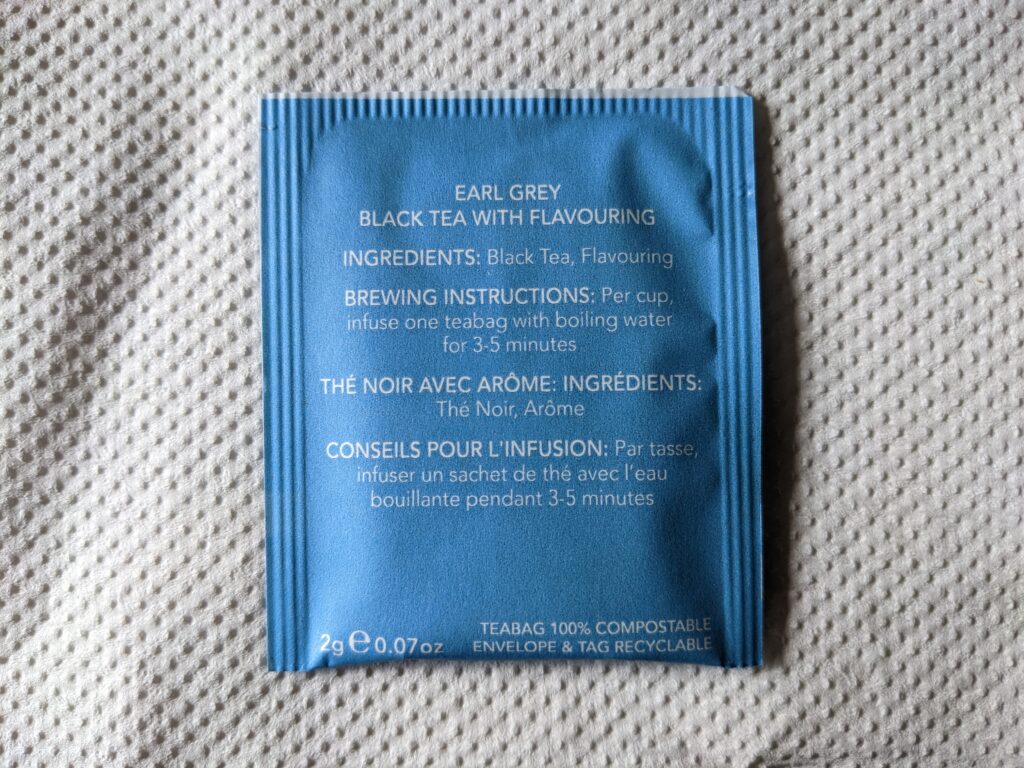 EARL GREY
BLACK TEA WITH FLAVOURING
INGREDIENTS: Black Tea, Flavouring
BREWING INSTRUCTIONS: Per cup,
infuse one teabag with boiling water
for 3-5 minutes
THÉ NOIR AVEC ARÔME: INGRÉDIENTS:
Thé Noir, Arôme
CONSEILS POUR L'INFUSION: Par tasse,
infuser un sachet de thé avec l'eau
bouillante pendant 3-5 minutes
2g ℮ 0.07oz
TEABAG 100% COMPOSTABLE
ENVELOPE & TAG RECYCLABLE